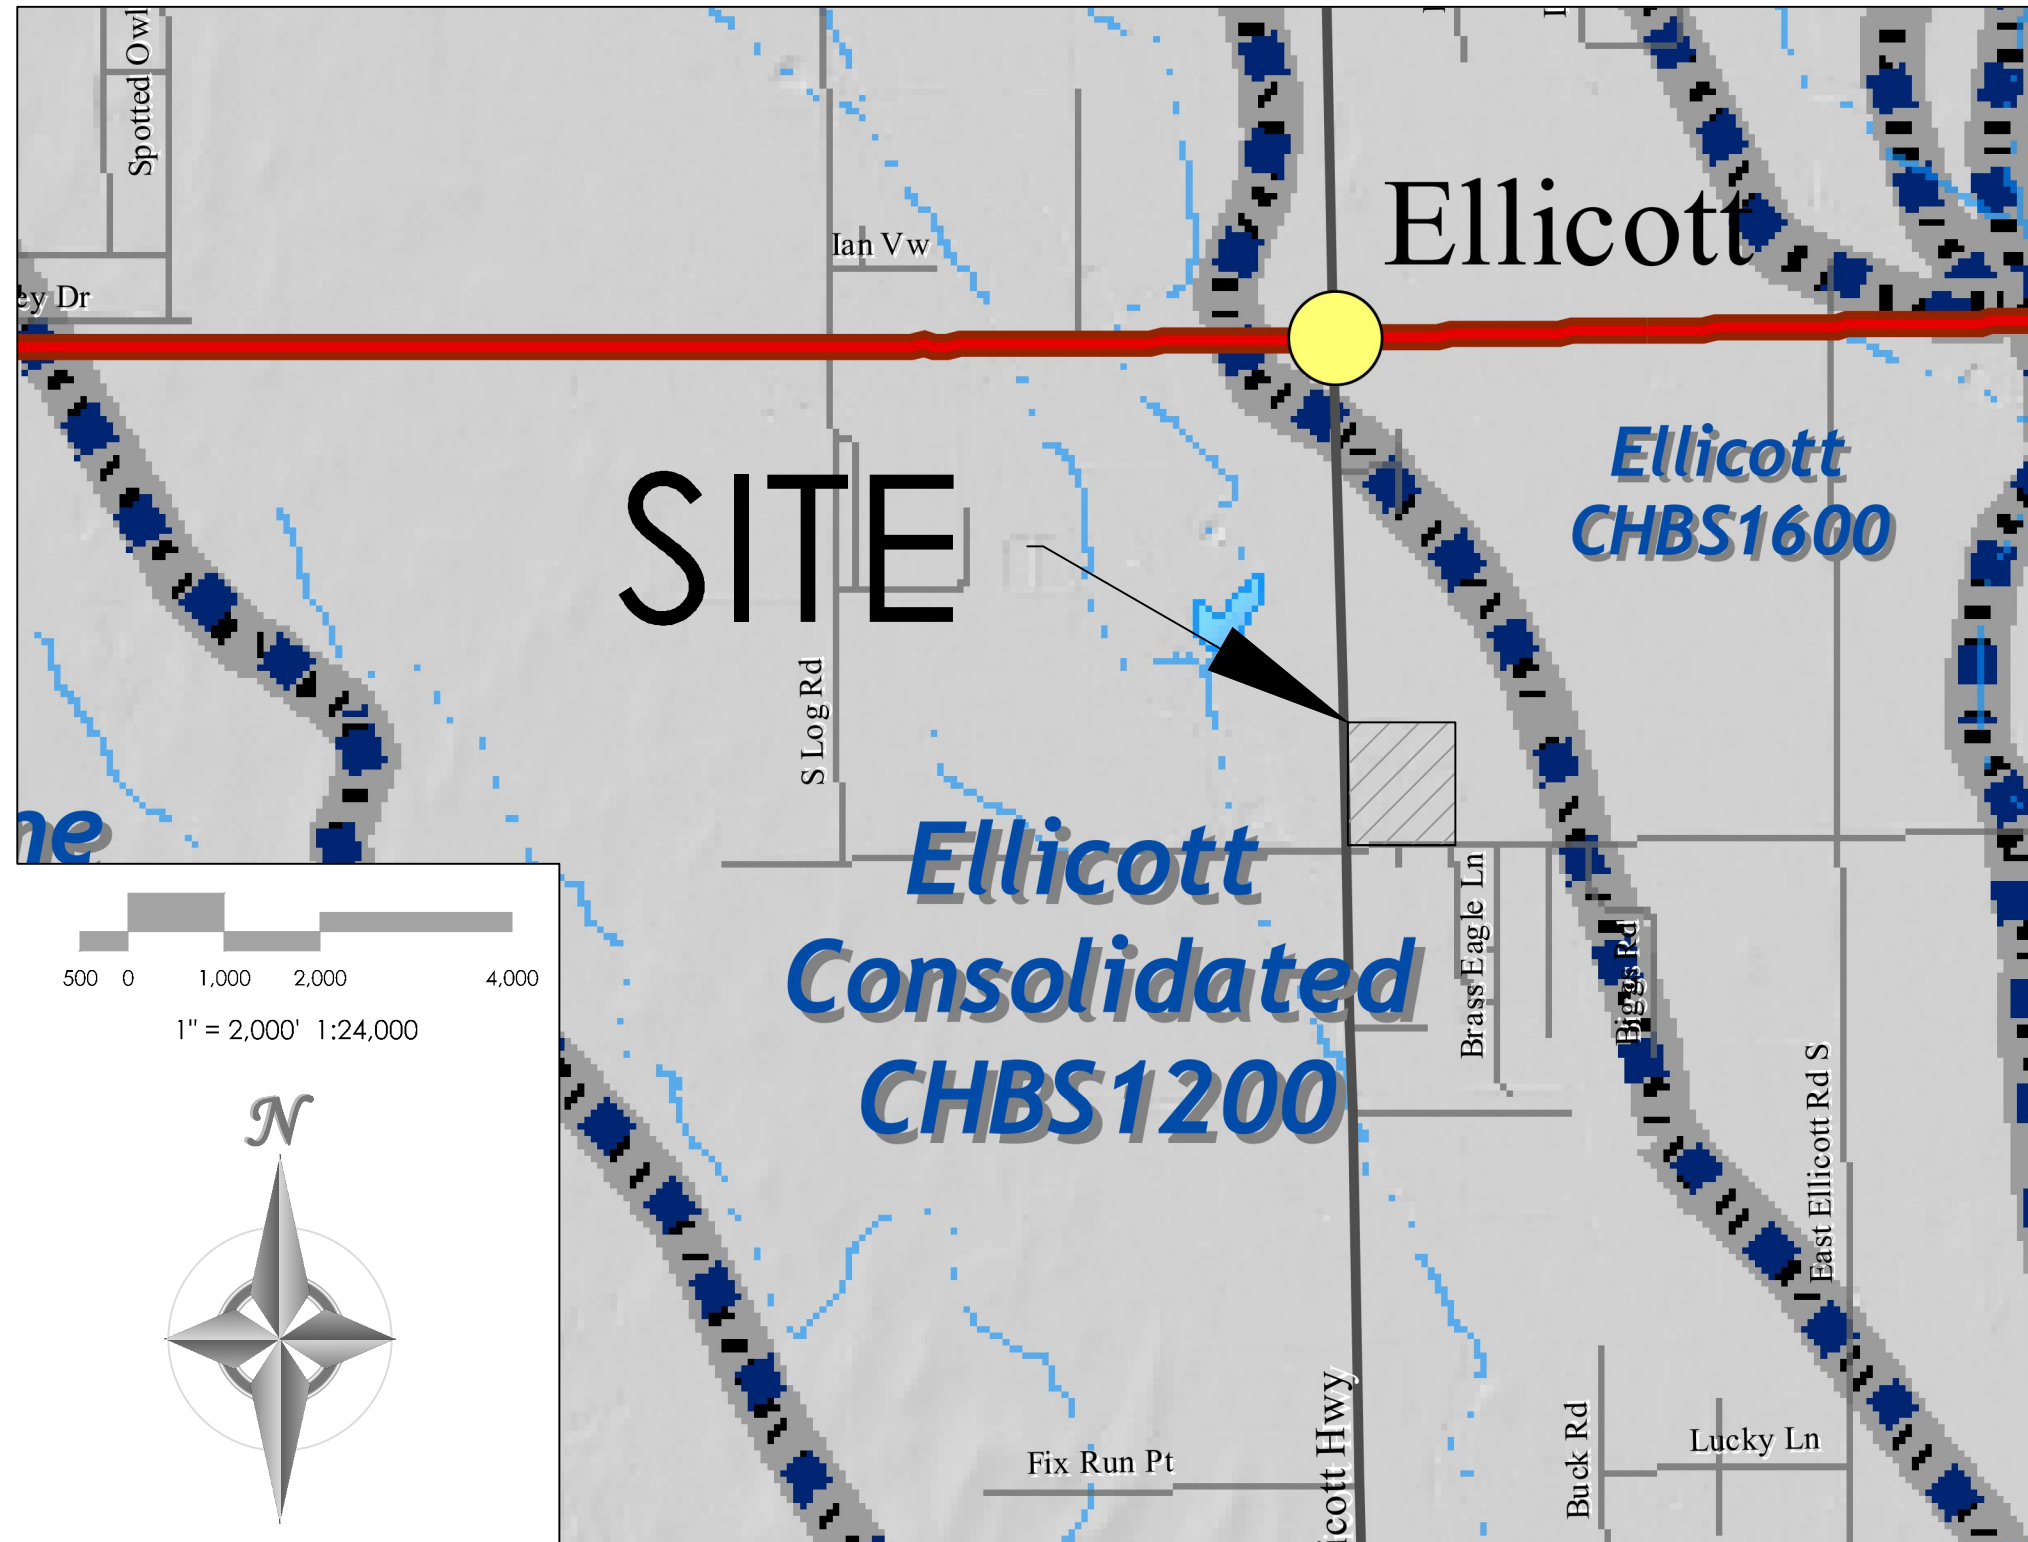 Spotted Owl
Ellicott
Ian Vw
ey Dr
Ellicott
CHBS1600
SITE
S Log Rd
ne
Ellicott
Consolidated
CHBS1200
Brass Eagle Ln
Biggs Rd
500 0 1,000 2,000 4,000
1" = 2,000' 1:24,000
N
East Ellicott Rd S
icott Hwy
Buck Rd
Lucky Ln
Fix Run Pt